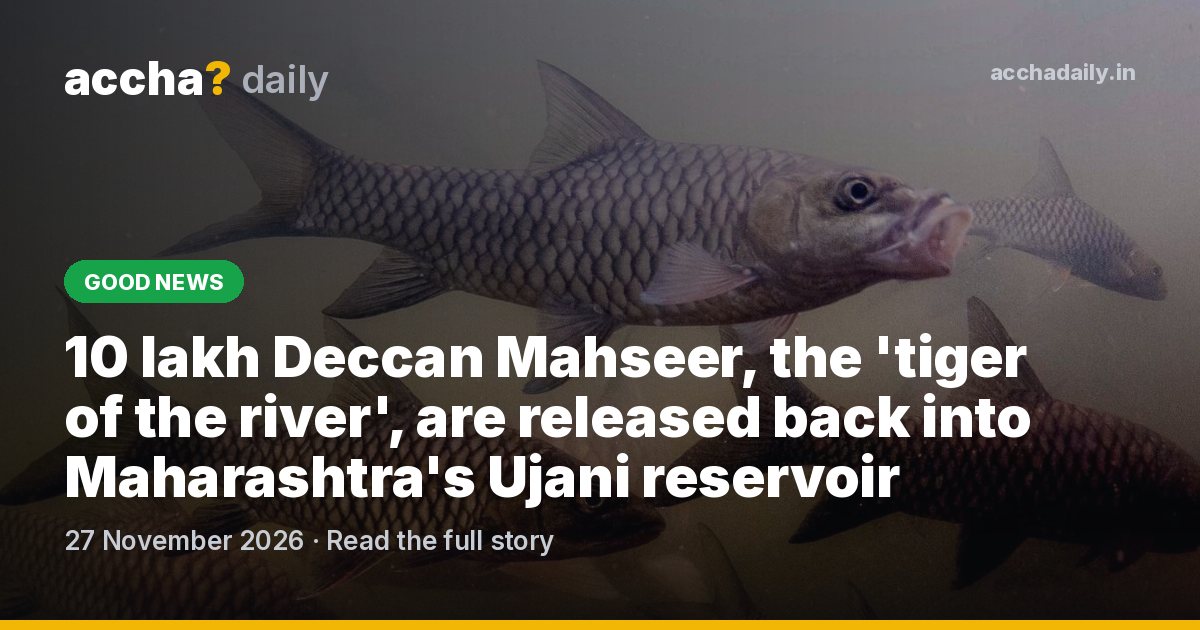 accha? daily
acchadaily.in
GOOD NEWS
10 lakh Deccan Mahseer, the 'tiger
of the river', are released back into
Maharashtra's Ujani reservoir
27 November 2026 · Read the full story